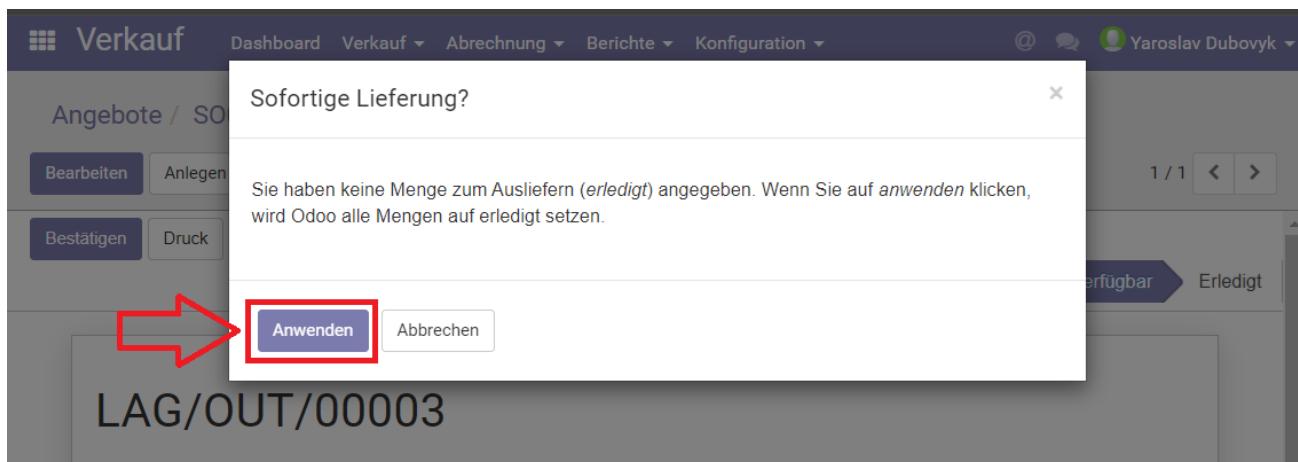 Verkauf Dashboard Verkauf Abrechnung Berichte Konfiguration @ Yaroslav Dubovyk
Angebote /
Sofortige Lieferung? ×
Bearbeiten Anlegen
1 / 1
Sie haben keine Menge zum Ausliefern (erledigt) angegeben. Wenn Sie auf anwenden klicken,
wird Odoo alle Mengen auf erledigt setzen.
Bestätigen Druck
Erledigt
Anwenden Abbrechen
LAG/OUT/00003